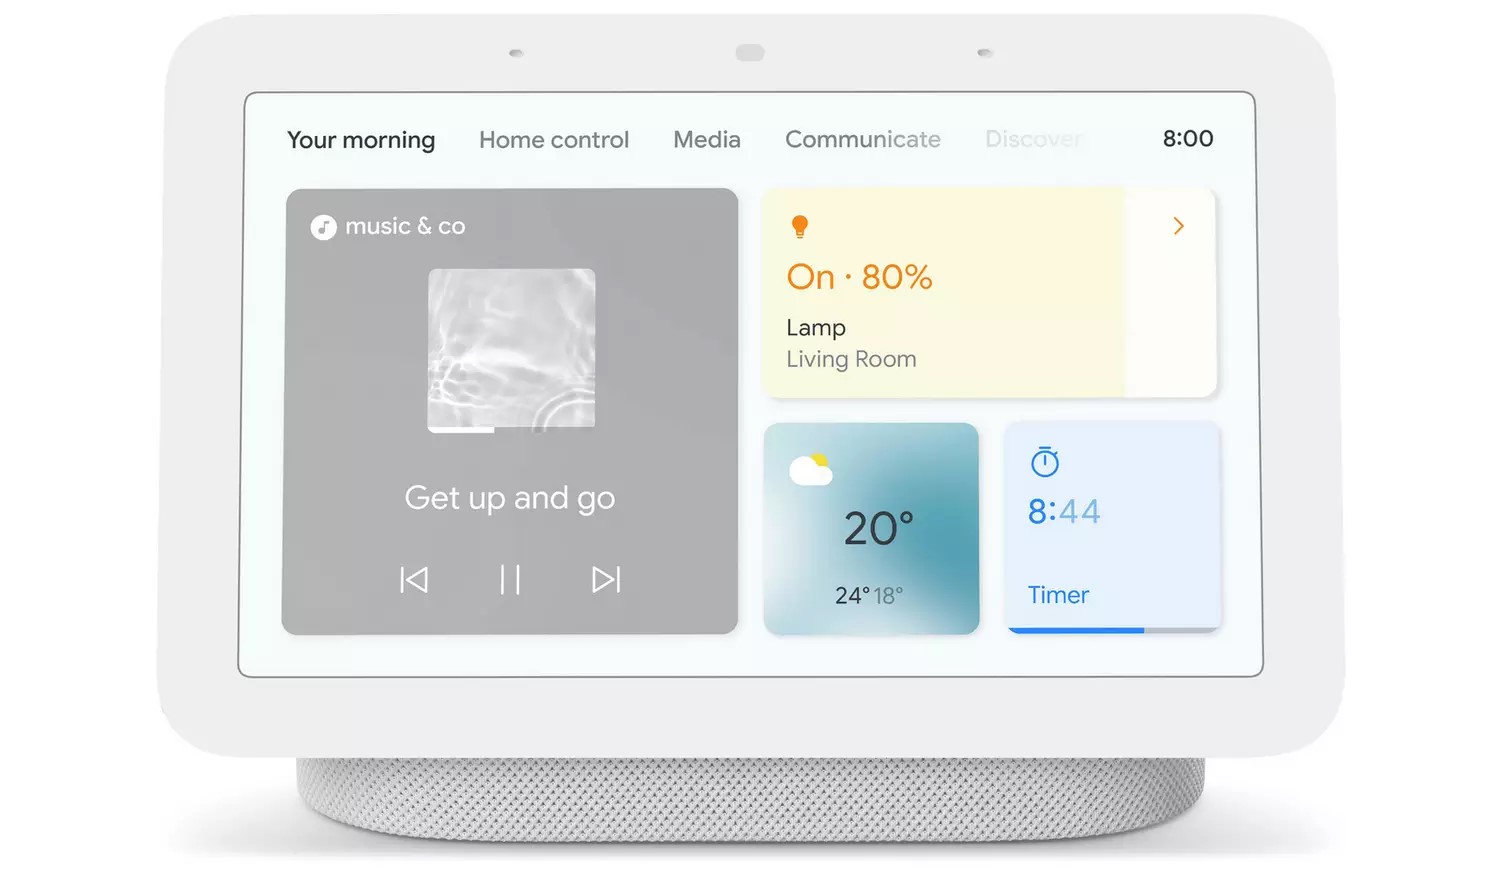 Your morning Home control Media Communicate Discover 8:00
music & co
Get up and go
On · 80%
Lamp
Living Room
20°
24° 18°
8:44
Timer